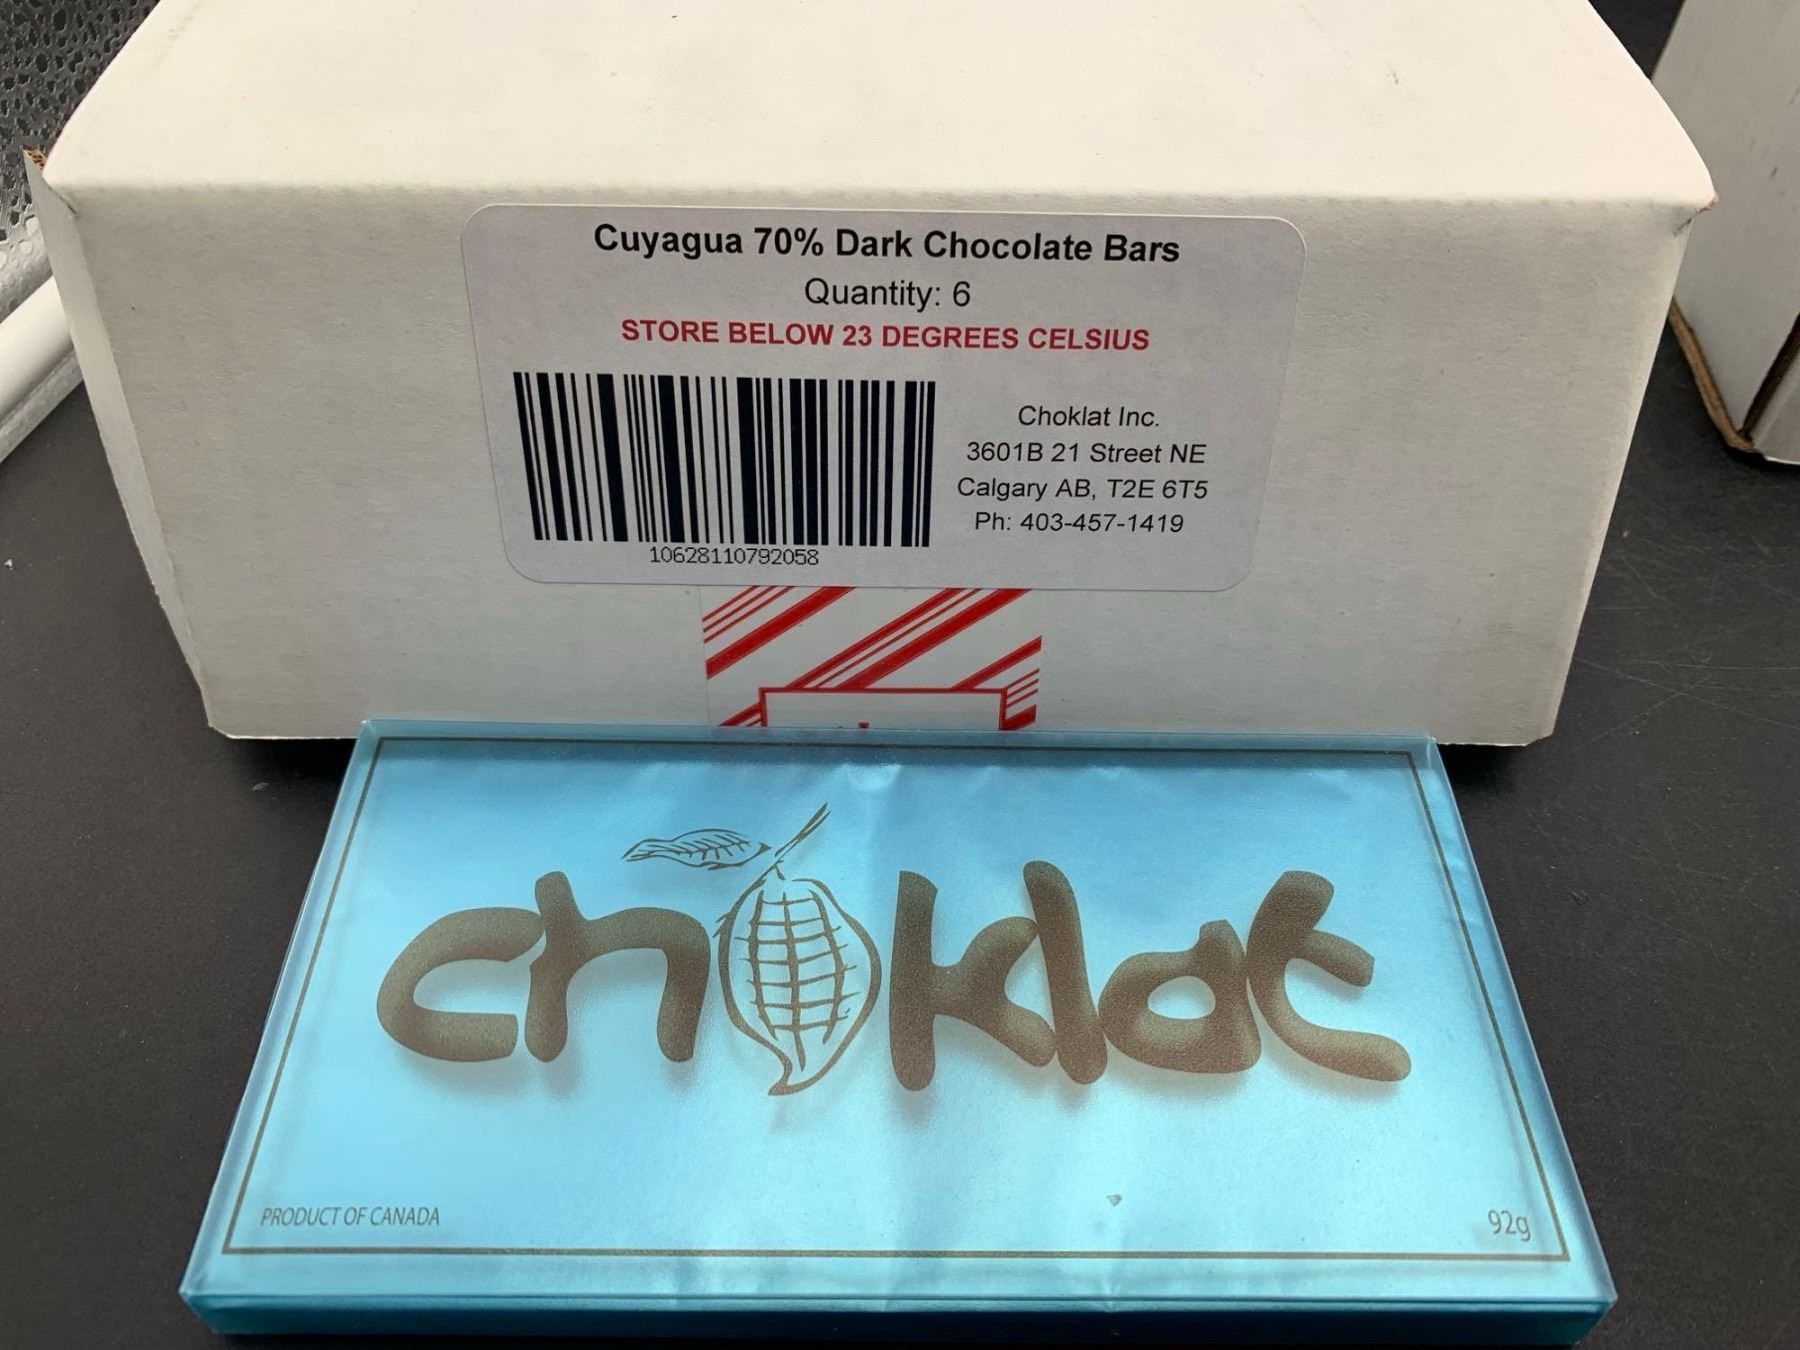 Cuyagua 70% Dark Chocolate Bars
Quantity: 6
STORE BELOW 23 DEGREES CELSIUS
10628110792058
Choklat Inc.
3601B 21 Street NE
Calgary AB, T2E 6T5
Ph: 403-457-1419
choklat
PRODUCT OF CANADA
92g